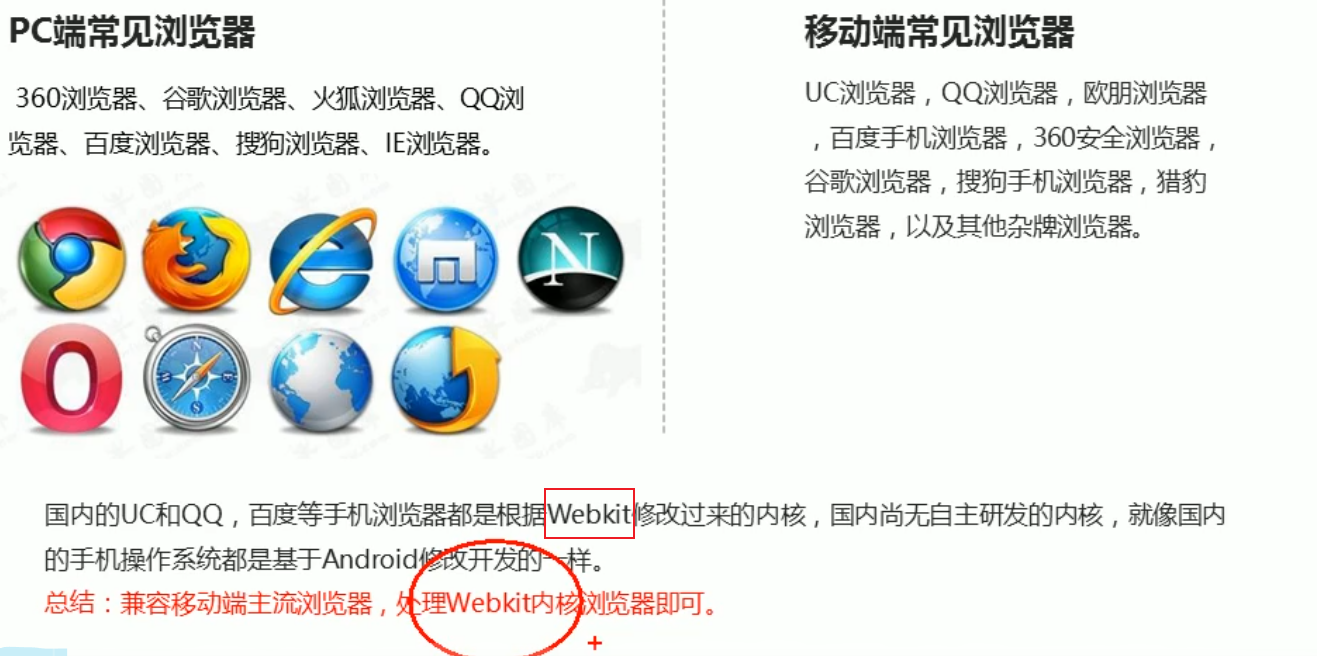 PC端常见浏览器
360浏览器、谷歌浏览器、火狐浏览器、QQ浏
览器、百度浏览器、搜狗浏览器、IE浏览器。
N
N
W
E
S
移动端常见浏览器
UC浏览器，QQ浏览器，欧朋浏览器
，百度手机浏览器，360安全浏览器，
谷歌浏览器，搜狗手机浏览器，猎豹
浏览器，以及其他杂牌浏览器。
国内的UC和QQ，百度等手机浏览器都是根据Webkit修改过来的内核，国内尚无自主研发的内核，就像国内
的手机操作系统都是基于Android修改开发的一样。
总结：兼容移动端主流浏览器，处理Webkit内核浏览器即可。